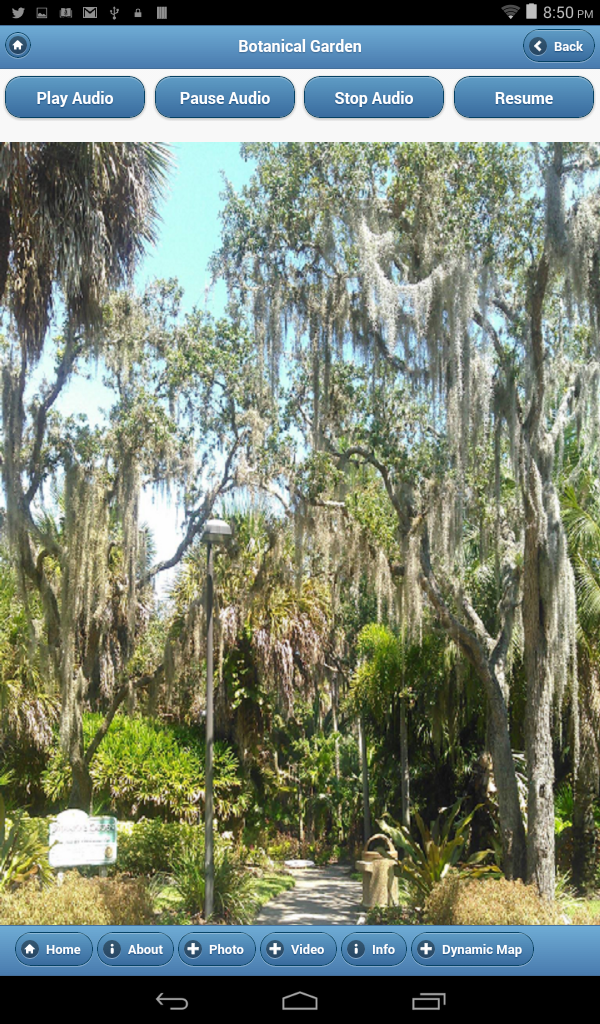 8:50 PM
Botanical Garden
Back
Play Audio
Pause Audio
Stop Audio
Resume
Home
About
Photo
Video
Info
Dynamic Map